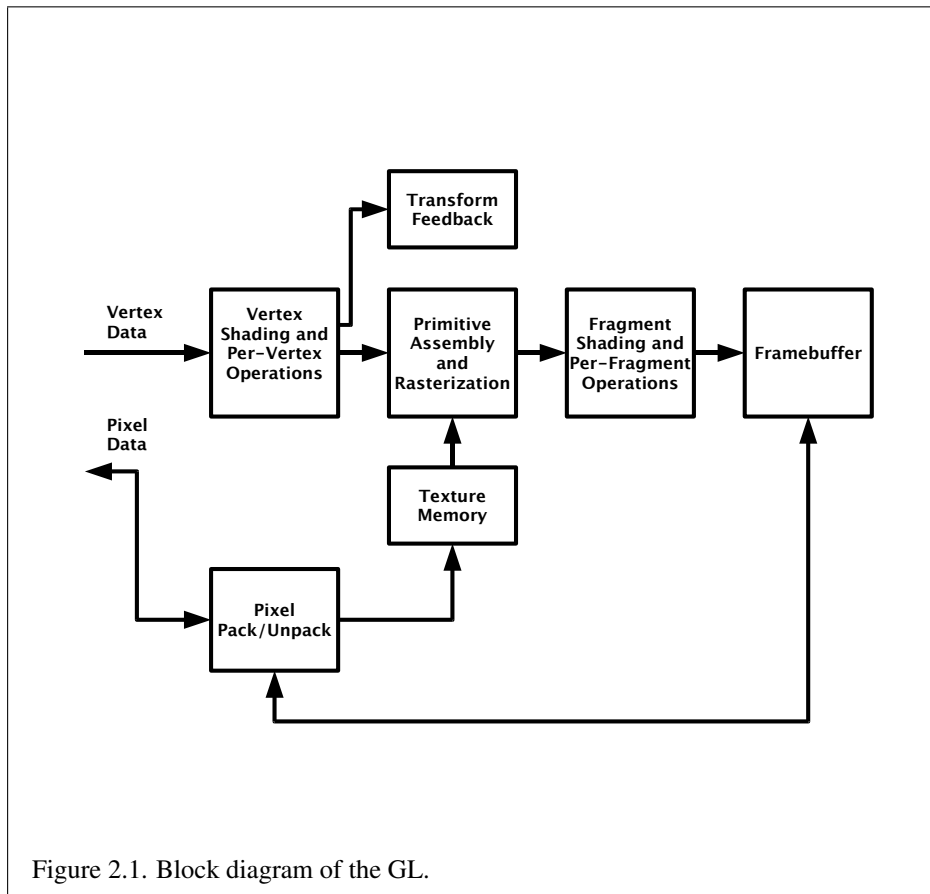 Transform
Feedback
Vertex
Data
Vertex
Shading and
Per-Vertex
Operations
Primitive
Assembly
and
Rasterization
Fragment
Shading and
Per-Fragment
Operations
Framebuffer
Pixel
Data
Texture
Memory
Pixel
Pack/Unpack
Figure 2.1. Block diagram of the GL.